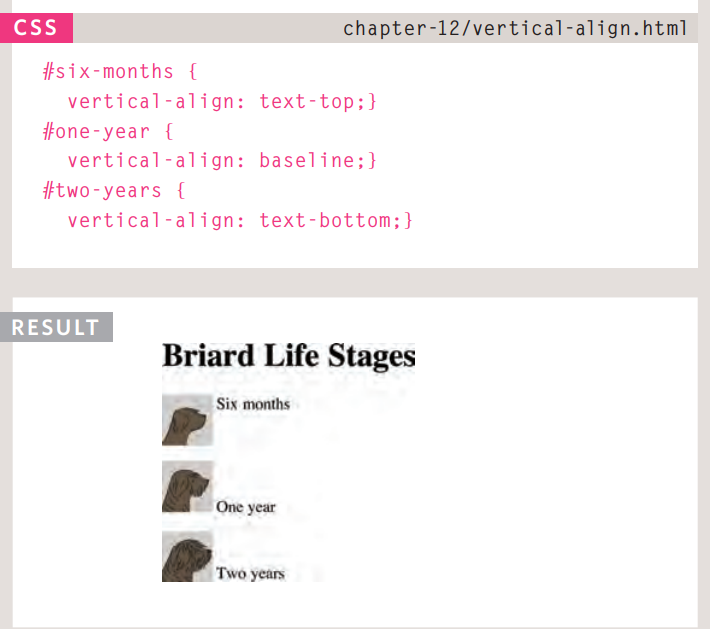 CSS chapter-12/vertical-align.html
#six-months {
vertical-align: text-top;}
#one-year {
vertical-align: baseline;}
#two-years {
vertical-align: text-bottom;}
RESULT
Briard Life Stages
Six months
One year
Two years